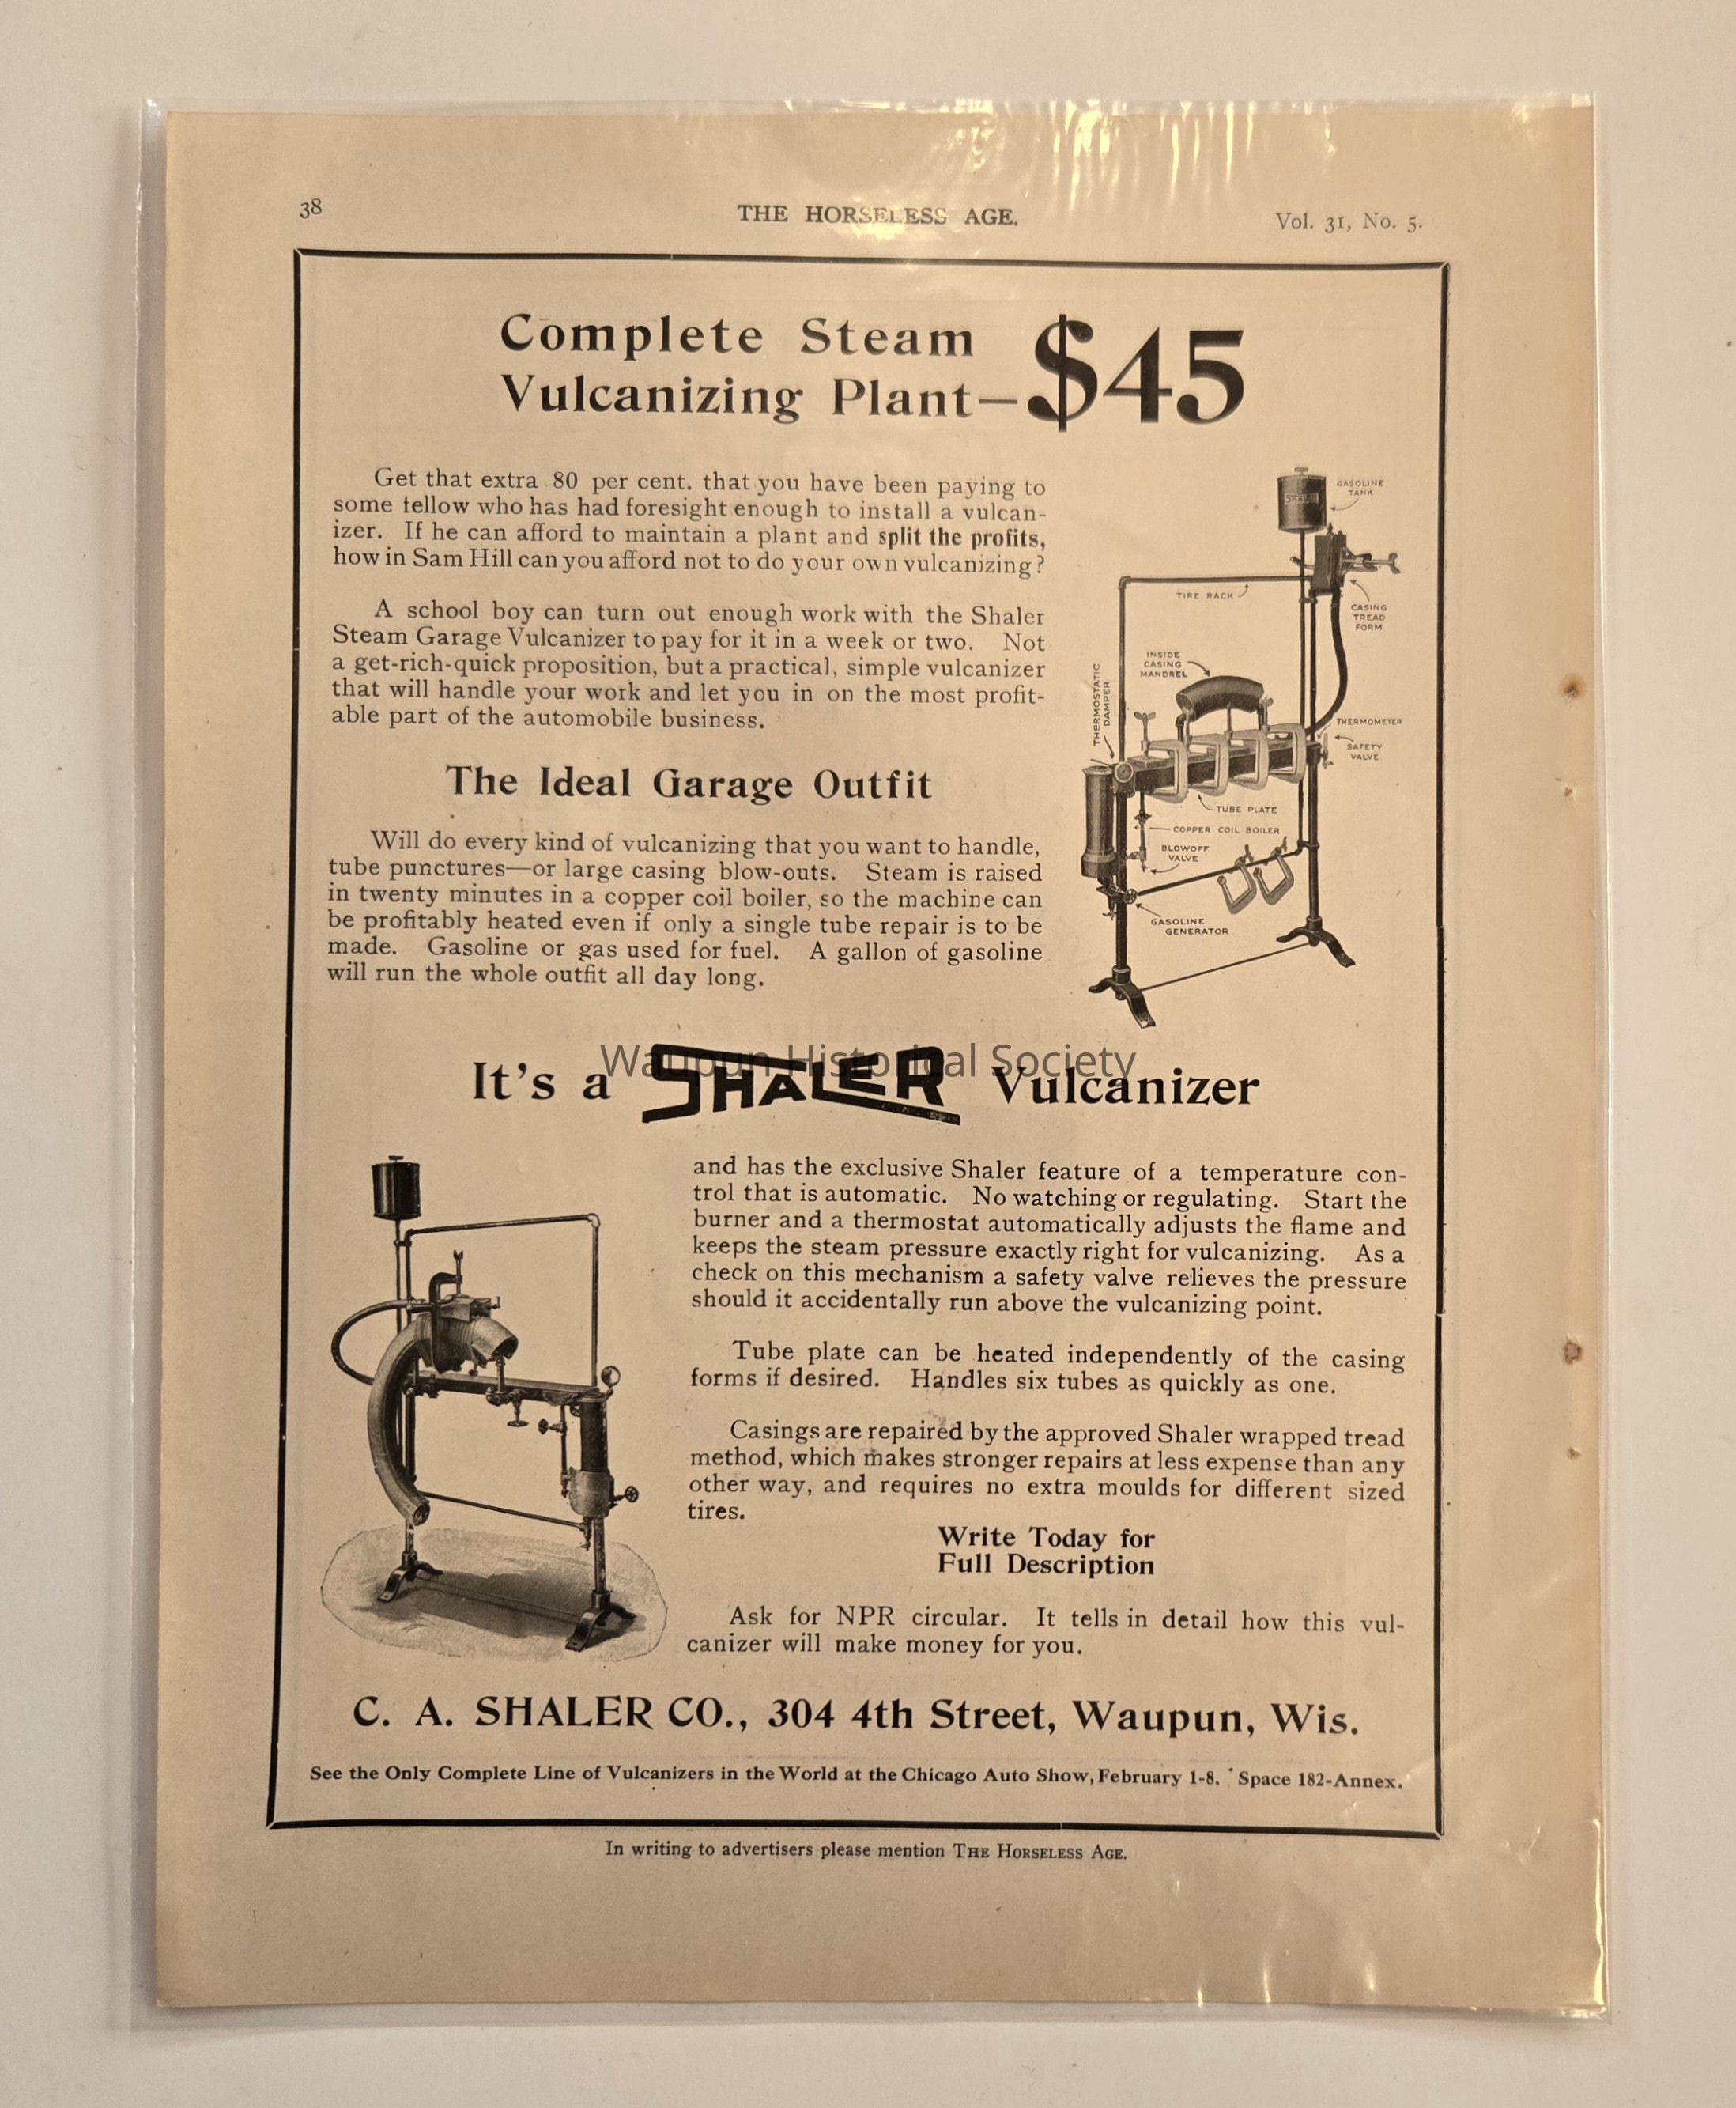 38
THE HORSELESS AGE.
Vol. 31, No. 5.
Complete Steam
Vulcanizing Plant—$45
Get that extra 80 per cent. that you have been paying to
some fellow who has had foresight enough to install a vulcan-
izer. If he can afford to maintain a plant and split the profits,
how in Sam Hill can you afford not to do your own vulcanizing?
A school boy can turn out enough work with the Shaler
Steam Garage Vulcanizer to pay for it in a week or two. Not
a get-rich-quick proposition, but a practical, simple vulcanizer
that will handle your work and let you in on the most profit-
able part of the automobile business.
The Ideal Garage Outfit
Will do every kind of vulcanizing that you want to handle,
tube punctures—or large casing blow-outs. Steam is raised
in twenty minutes in a copper coil boiler, so the machine can
be profitably heated even if only a single tube repair is to be
made. Gasoline or gas used for fuel. A gallon of gasoline
will run the whole outfit all day long.
GASOLINE
TANK
SHALER
TIRE RACK
CASING
TREAD
FORM
INSIDE
CASING
MANDREL
THERMOSTATIC
DAMPER
THERMOMETER
SAFETY
VALVE
TUBE PLATE
COPPER COIL BOILER
BLOWOFF
VALVE
GASOLINE
GENERATOR
Waupun Historical Society
It's a SHALER Vulcanizer
and has the exclusive Shaler feature of a temperature con-
trol that is automatic. No watching or regulating. Start the
burner and a thermostat automatically adjusts the flame and
keeps the steam pressure exactly right for vulcanizing. As a
check on this mechanism a safety valve relieves the pressure
should it accidentally run above the vulcanizing point.
Tube plate can be heated independently of the casing
forms if desired. Handles six tubes as quickly as one.
Casings are repaired by the approved Shaler wrapped tread
method, which makes stronger repairs at less expense than any
other way, and requires no extra moulds for different sized
tires.
Write Today for
Full Description
Ask for NPR circular. It tells in detail how this vul-
canizer will make money for you.
C. A. SHALER CO., 304 4th Street, Waupun, Wis.
See the Only Complete Line of Vulcanizers in the World at the Chicago Auto Show, February 1-8. Space 182-Annex.
In writing to advertisers please mention THE HORSELESS AGE.